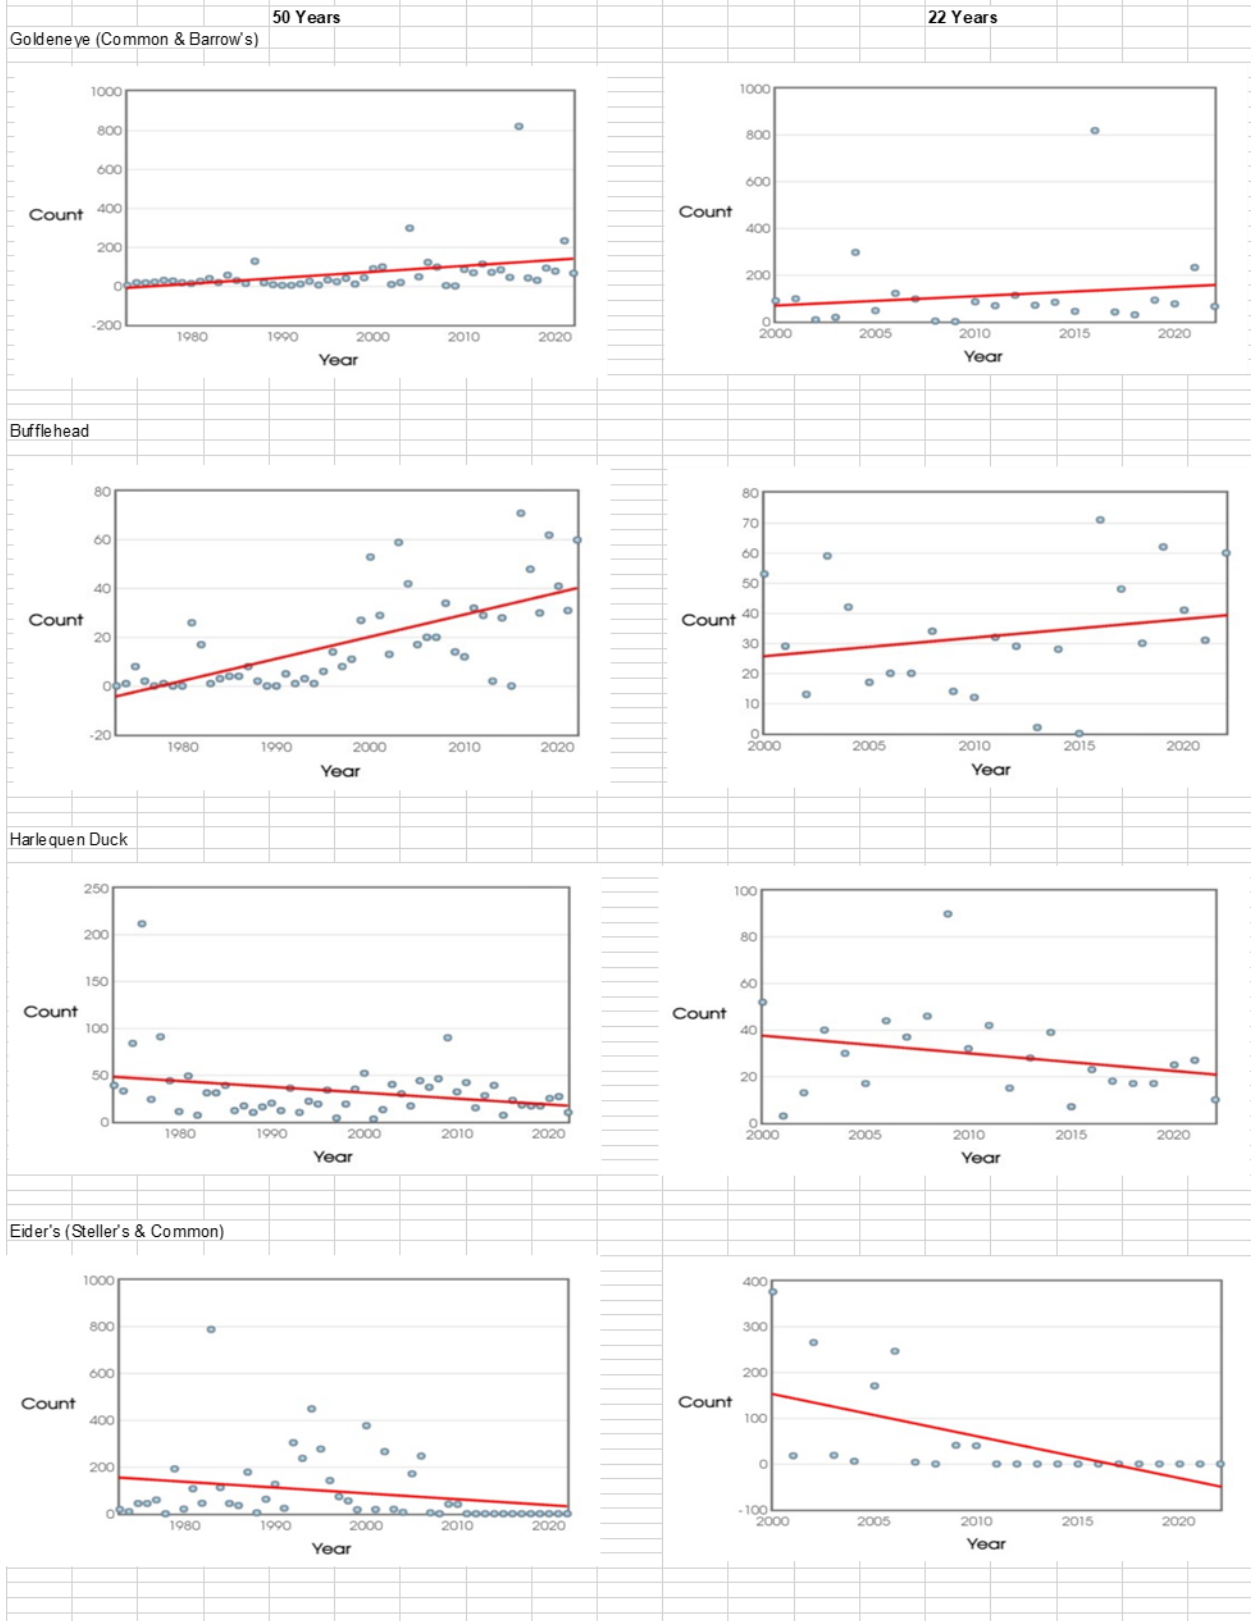 50 Years 22 Years
Goldeneye (Common & Barrow's)
1000
800
600
400
200
0
-200
Count
1980 1990 2000 2010 2020
Year
1000
800
600
400
200
0
Count
2000 2005 2010 2015 2020
Year
Bufflehead
80
60
40
20
0
-20
Count
1980 1990 2000 2010 2020
Year
80
70
60
50
40
30
20
10
0
Count
2000 2005 2010 2015 2020
Year
Harlequen Duck
250
200
150
100
50
0
Count
1980 1990 2000 2010 2020
Year
100
80
60
40
20
0
Count
2000 2005 2010 2015 2020
Year
Eider's (Steller's & Common)
1000
800
600
400
200
0
Count
1980 1990 2000 2010 2020
Year
400
300
200
100
0
-100
Count
2000 2005 2010 2015 2020
Year